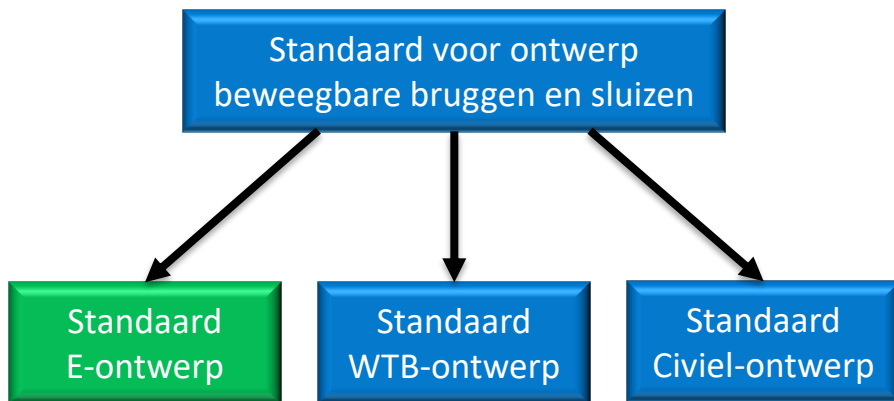 Standaard voor ontwerp
beweegbare bruggen en sluizen
Standaard
E-ontwerp
Standaard
WTB-ontwerp
Standaard
Civiel-ontwerp